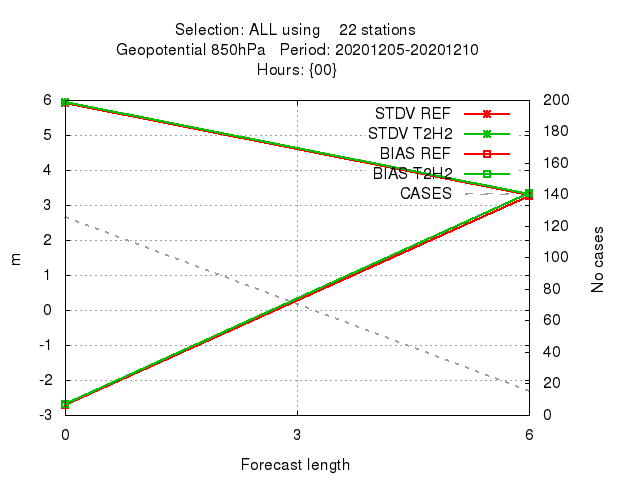 Selection: ALL using 22 stations
Geopotential 850hPa Period: 20201205-20201210
Hours: {00}
STDV REF
STDV T2H2
BIAS REF
BIAS T2H2
CASES
6
5
4
3
2
1
0
-1
-2
-3
m
200
180
160
140
120
100
80
60
40
20
0
No cases
0 3 6
Forecast length